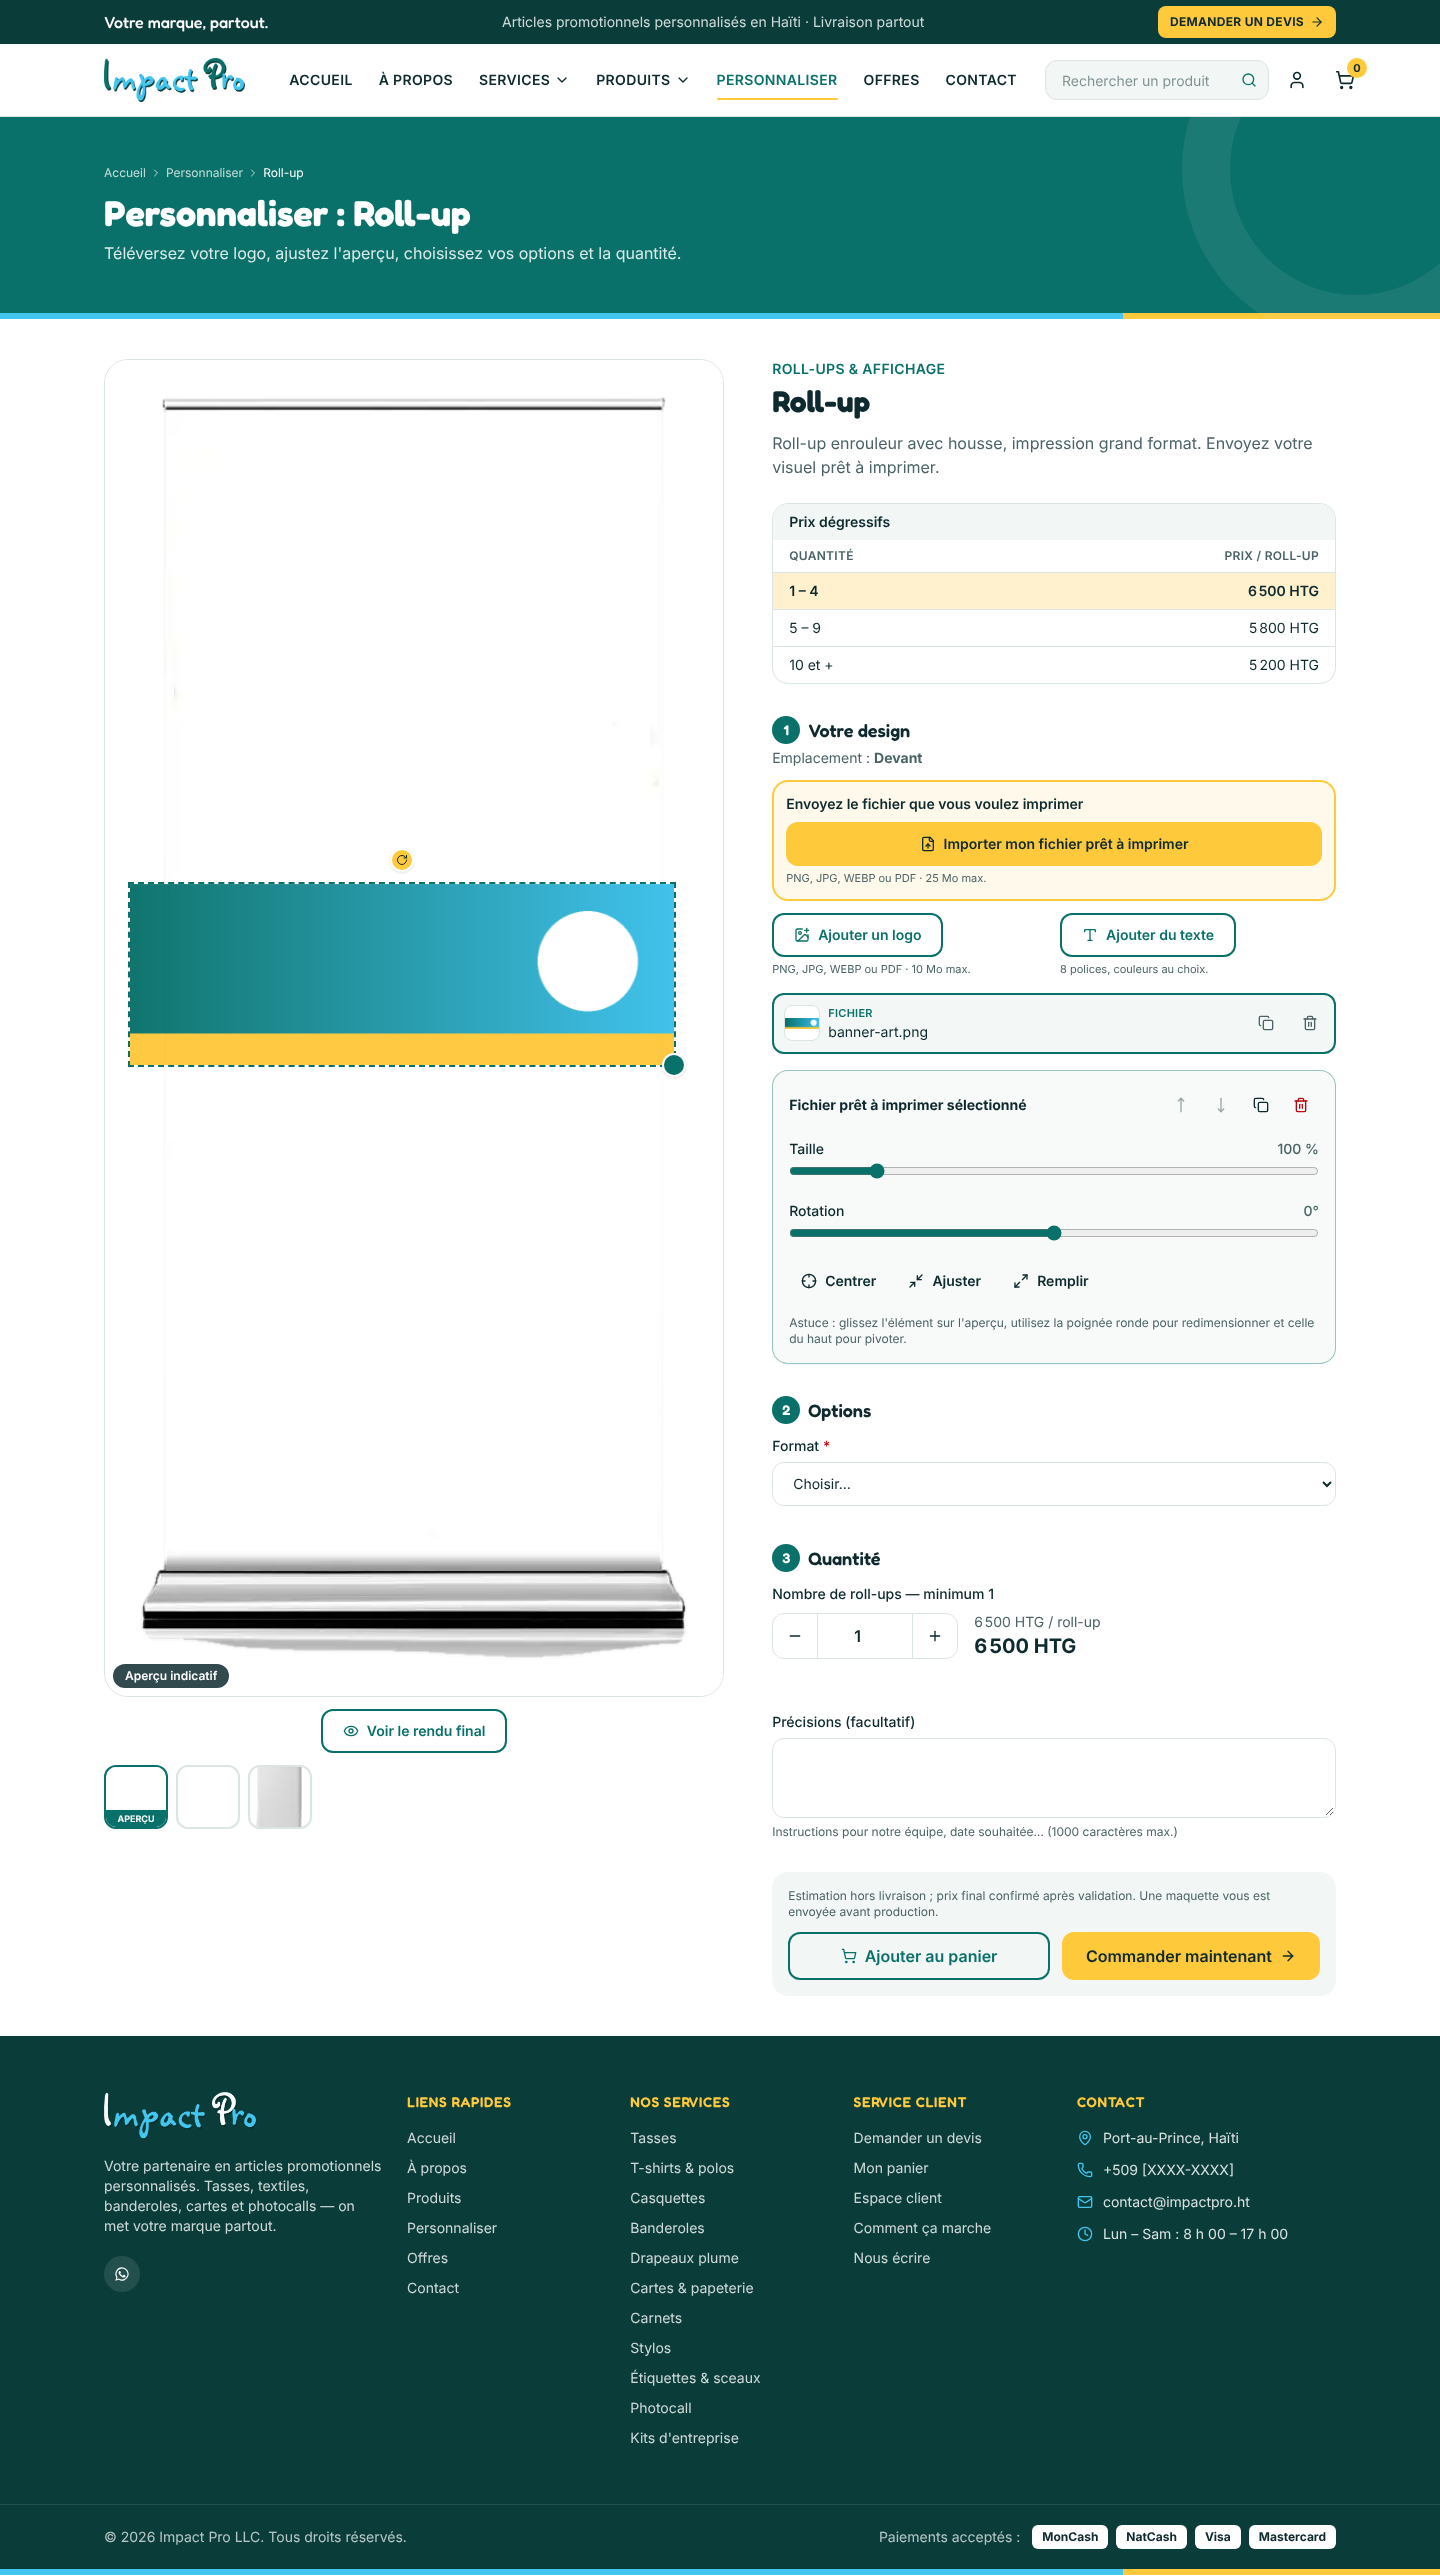 Votre marque, partout.
Articles promotionnels personnalisés en Haïti · Livraison partout
DEMANDER UN DEVIS
Impact Pro
ACCUEIL
À PROPOS
SERVICES
PRODUITS
PERSONNALISER
OFFRES
CONTACT
Rechercher un produit
0
Accueil
Personnaliser
Roll-up
Personnaliser : Roll-up
Téléversez votre logo, ajustez l'aperçu, choisissez vos options et la quantité.
Aperçu indicatif
Voir le rendu final
APERÇU
ROLL-UPS & AFFICHAGE
Roll-up
Roll-up enrouleur avec housse, impression grand format. Envoyez votre
visuel prêt à imprimer.
Prix dégressifs
QUANTITÉ PRIX / ROLL-UP
1 – 4 6 500 HTG
5 – 9 5 800 HTG
10 et + 5 200 HTG
1 Votre design
Emplacement : Devant
Envoyez le fichier que vous voulez imprimer
Importer mon fichier prêt à imprimer
PNG, JPG, WEBP ou PDF · 25 Mo max.
Ajouter un logo
PNG, JPG, WEBP ou PDF · 10 Mo max.
Ajouter du texte
8 polices, couleurs au choix.
FICHIER
banner-art.png
Fichier prêt à imprimer sélectionné
Taille 100 %
Rotation 0°
Centrer
Ajuster
Remplir
Astuce : glissez l'élément sur l'aperçu, utilisez la poignée ronde pour redimensionner et celle
du haut pour pivoter.
2 Options
Format *
Choisir...
3 Quantité
Nombre de roll-ups — minimum 1
1
6 500 HTG / roll-up
6 500 HTG
Précisions (facultatif)
Instructions pour notre équipe, date souhaitée... (1000 caractères max.)
Estimation hors livraison ; prix final confirmé après validation. Une maquette vous est
envoyée avant production.
Ajouter au panier
Commander maintenant
Impact Pro
Votre partenaire en articles promotionnels
personnalisés. Tasses, textiles,
banderoles, cartes et photocalls — on
met votre marque partout.
LIENS RAPIDES
Accueil
À propos
Produits
Personnaliser
Offres
Contact
NOS SERVICES
Tasses
T-shirts & polos
Casquettes
Banderoles
Drapeaux plume
Cartes & papeterie
Carnets
Stylos
Étiquettes & sceaux
Photocall
Kits d'entreprise
SERVICE CLIENT
Demander un devis
Mon panier
Espace client
Comment ça marche
Nous écrire
CONTACT
Port-au-Prince, Haïti
+509 [XXXX-XXXX]
contact@impactpro.ht
Lun – Sam : 8 h 00 – 17 h 00
© 2026 Impact Pro LLC. Tous droits réservés.
Paiements acceptés :
MonCash
NatCash
Visa
Mastercard